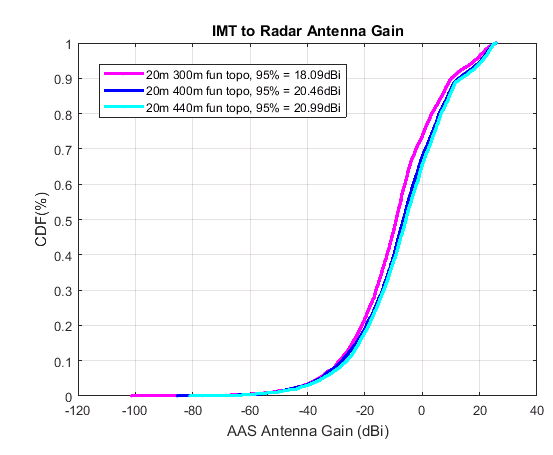 IMT to Radar Antenna Gain
20m 300m fun topo, 95% = 18.09dBi
20m 400m fun topo, 95% = 20.46dBi
20m 440m fun topo, 95% = 20.99dBi
CDF(%)
1
0.9
0.8
0.7
0.6
0.5
0.4
0.3
0.2
0.1
0
-120 -100 -80 -60 -40 -20 0 20 40
AAS Antenna Gain (dBi)